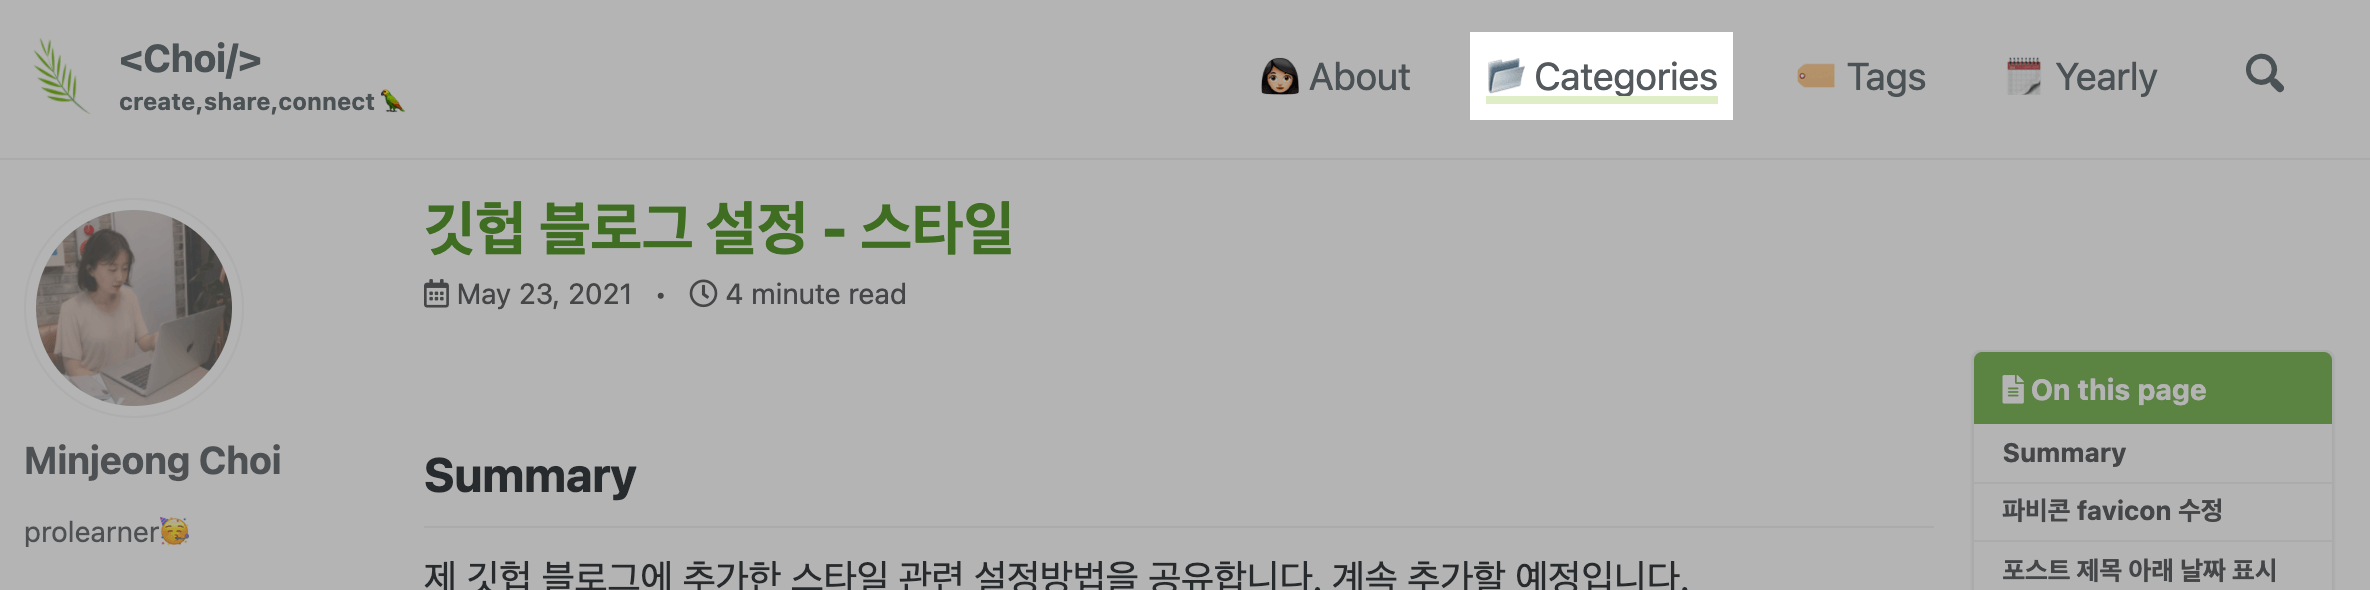 <Choi/>
create,share,connect🦜
👩🏻 About
📂 Categories
🏷️ Tags
🗓️ Yearly
깃헙 블로그 설정 - 스타일
May 23, 2021 • 4 minute read
Minjeong Choi
prolearner🥳
Summary
제 깃헙 블로그에 추가한 스타일 관련 설정방법을 공유합니다. 계속 추가할 예정입니다.
On this page
Summary
파비콘 favicon 수정
포스트 제목 아래 날짜 표시